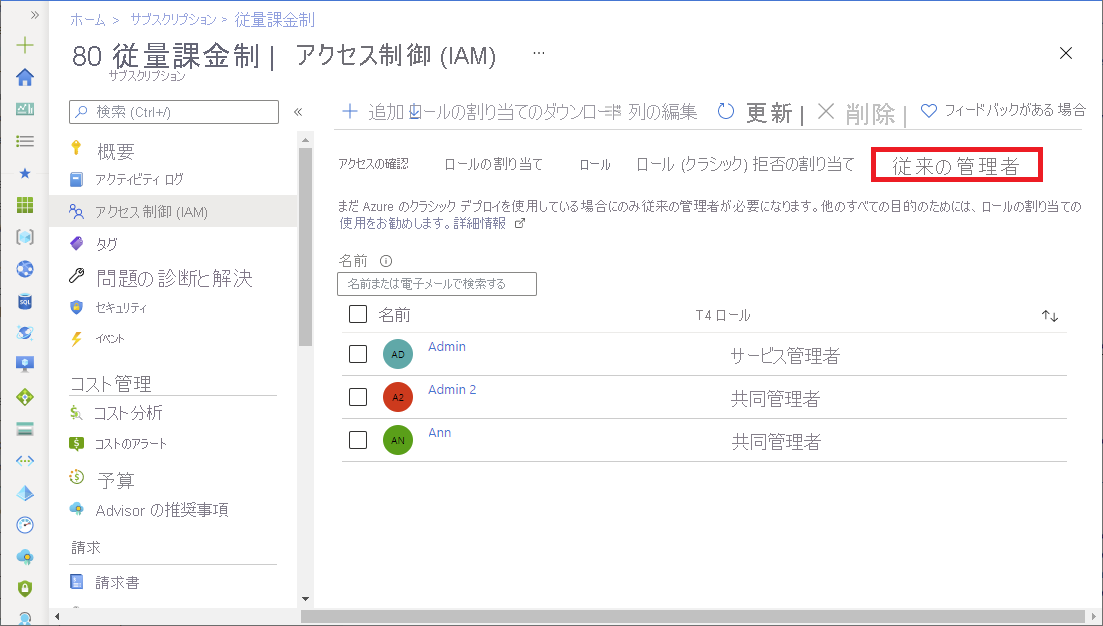 ホーム > サブスクリプション > 従量課金制
80 従量課金制 | アクセス制御 (IAM) ...
サブスクリプション
検索 (Ctrl+/)
概要
アクティビティ ログ
アクセス制御 (IAM)
タグ
問題の診断と解決
セキュリティ
イベント
コスト管理
コスト分析
コストのアラート
予算
Advisor の推奨事項
請求
請求書
+ 追加 ロールの割り当てのダウンロード 列の編集 更新 | 削除 | フィードバックがある場合
アクセスの確認 ロールの割り当て ロール ロール (クラシック) 拒否の割り当て 従来の管理者
まだ Azure のクラシック デプロイを使用している場合にのみ従来の管理者が必要になります。他のすべての目的のためには、ロールの割り当ての
使用をお勧めします。詳細情報
名前
名前または電子メールで検索する
名前 T4 ロール
AD Admin サービス管理者
A2 Admin 2 共同管理者
AN Ann 共同管理者